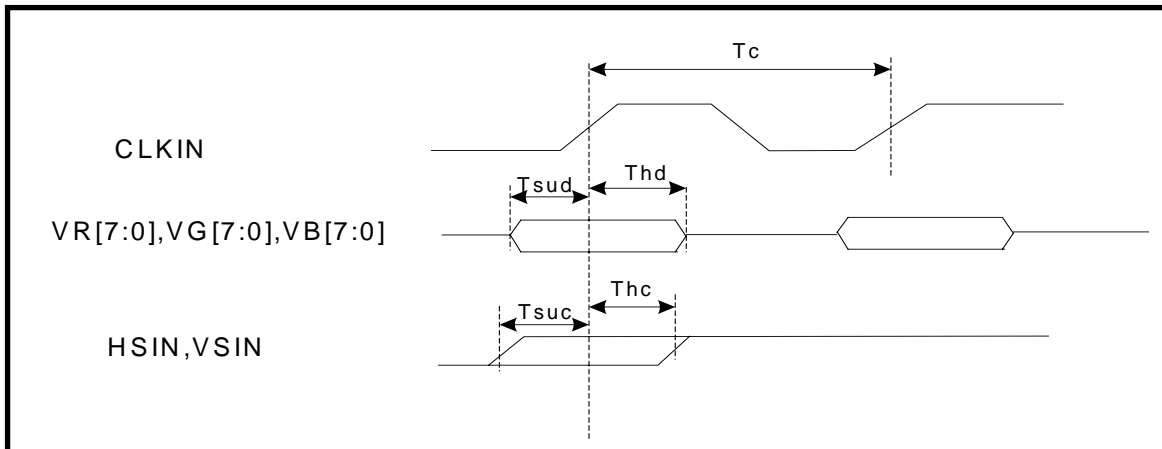 Tc
CLKIN
Tsud
Thd
VR[7:0],VG[7:0],VB[7:0]
Thc
Tsuc
HSIN,VSIN